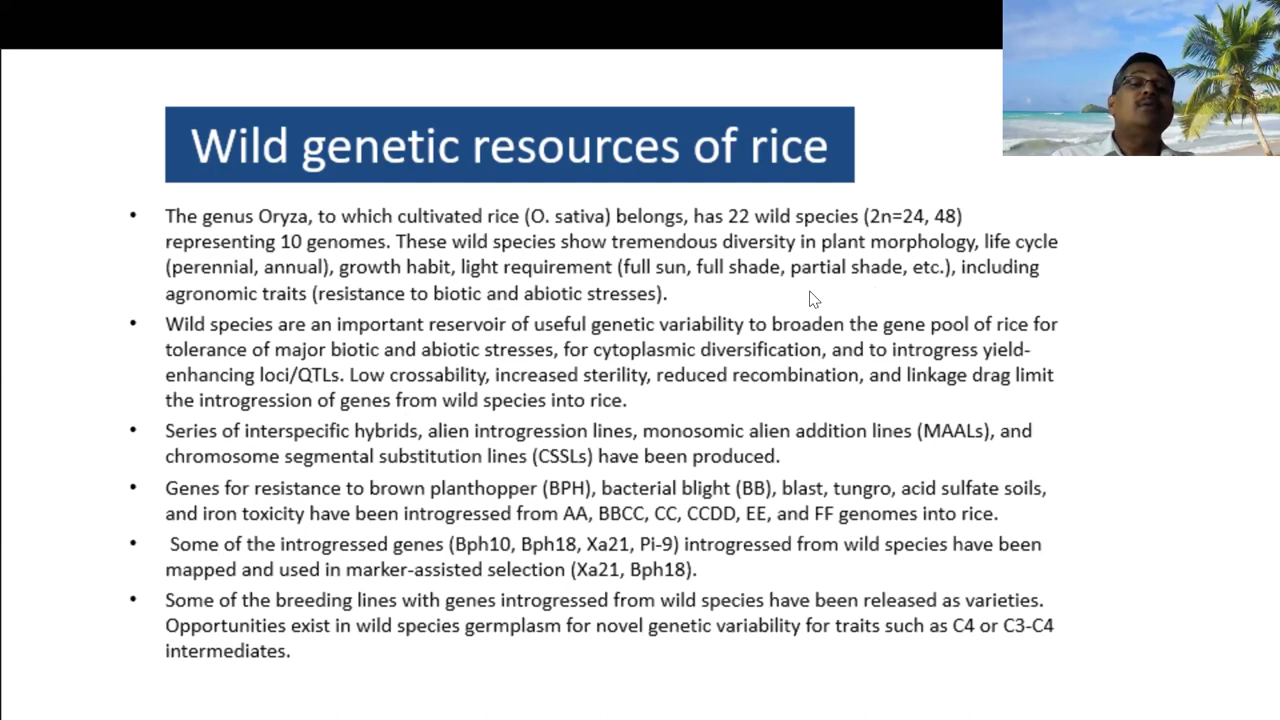 Wild genetic resources of rice
• The genus Oryza, to which cultivated rice (O. sativa) belongs, has 22 wild species (2n=24, 48)
representing 10 genomes. These wild species show tremendous diversity in plant morphology, life cycle
(perennial, annual), growth habit, light requirement (full sun, full shade, partial shade, etc.), including
agronomic traits (resistance to biotic and abiotic stresses).
• Wild species are an important reservoir of useful genetic variability to broaden the gene pool of rice for
tolerance of major biotic and abiotic stresses, for cytoplasmic diversification, and to introgress yield-
enhancing loci/QTLs. Low crossability, increased sterility, reduced recombination, and linkage drag limit
the introgression of genes from wild species into rice.
• Series of interspecific hybrids, alien introgression lines, monosomic alien addition lines (MAALs), and
chromosome segmental substitution lines (CSSLs) have been produced.
• Genes for resistance to brown planthopper (BPH), bacterial blight (BB), blast, tungro, acid sulfate soils,
and iron toxicity have been introgressed from AA, BBCC, CC, CCDD, EE, and FF genomes into rice.
• Some of the introgressed genes (Bph10, Bph18, Xa21, Pi-9) introgressed from wild species have been
mapped and used in marker-assisted selection (Xa21, Bph18).
• Some of the breeding lines with genes introgressed from wild species have been released as varieties.
Opportunities exist in wild species germplasm for novel genetic variability for traits such as C4 or C3-C4
intermediates.